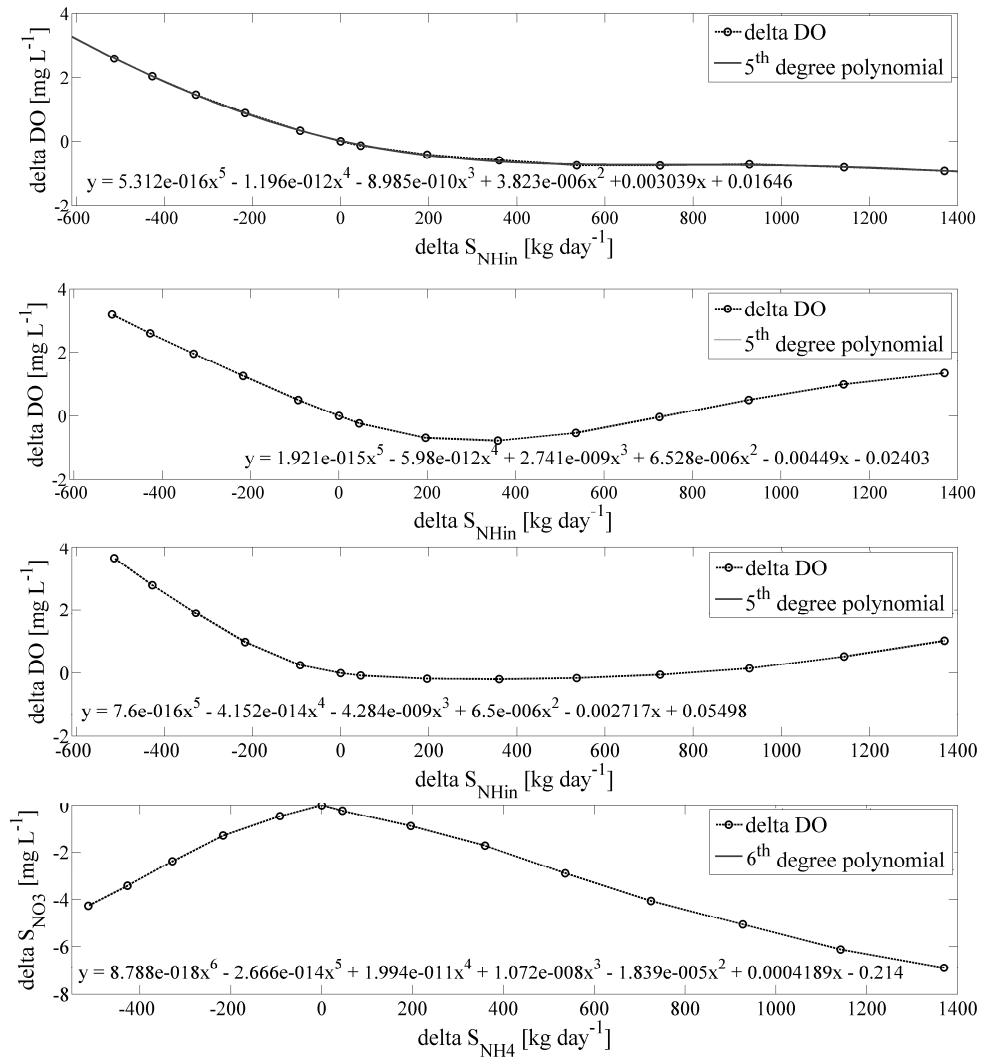 4
2
0
-2
delta DO [mg L⁻¹]
delta DO
5th degree polynomial
y = 5.312e-016x⁵ - 1.196e-012x⁴ - 8.985e-010x³ + 3.823e-006x² +0.003039x + 0.01646
-600 -400 -200 0 200 400 600 800 1000 1200 1400
delta S_NHin [kg day⁻¹]
4
2
0
-2
delta DO [mg L⁻¹]
delta DO
5th degree polynomial
y = 1.921e-015x⁵ - 5.98e-012x⁴ + 2.741e-009x³ + 6.528e-006x² - 0.00449x - 0.02403
-600 -400 -200 0 200 400 600 800 1000 1200 1400
delta S_NHin [kg day⁻¹]
4
2
0
-2
delta DO [mg L⁻¹]
delta DO
5th degree polynomial
y = 7.6e-016x⁵ - 4.152e-014x⁴ - 4.284e-009x³ + 6.5e-006x² - 0.002717x + 0.05498
-600 -400 -200 0 200 400 600 800 1000 1200 1400
delta S_NHin [kg day⁻¹]
0
-2
-4
-6
-8
delta S_NO3 [mg L⁻¹]
delta DO
6th degree polynomial
y = 8.788e-018x⁶ - 2.666e-014x⁵ + 1.994e-011x⁴ + 1.072e-008x³ - 1.839e-005x² + 0.0004189x - 0.214
-400 -200 0 200 400 600 800 1000 1200 1400
delta S_NH4 [kg day⁻¹]